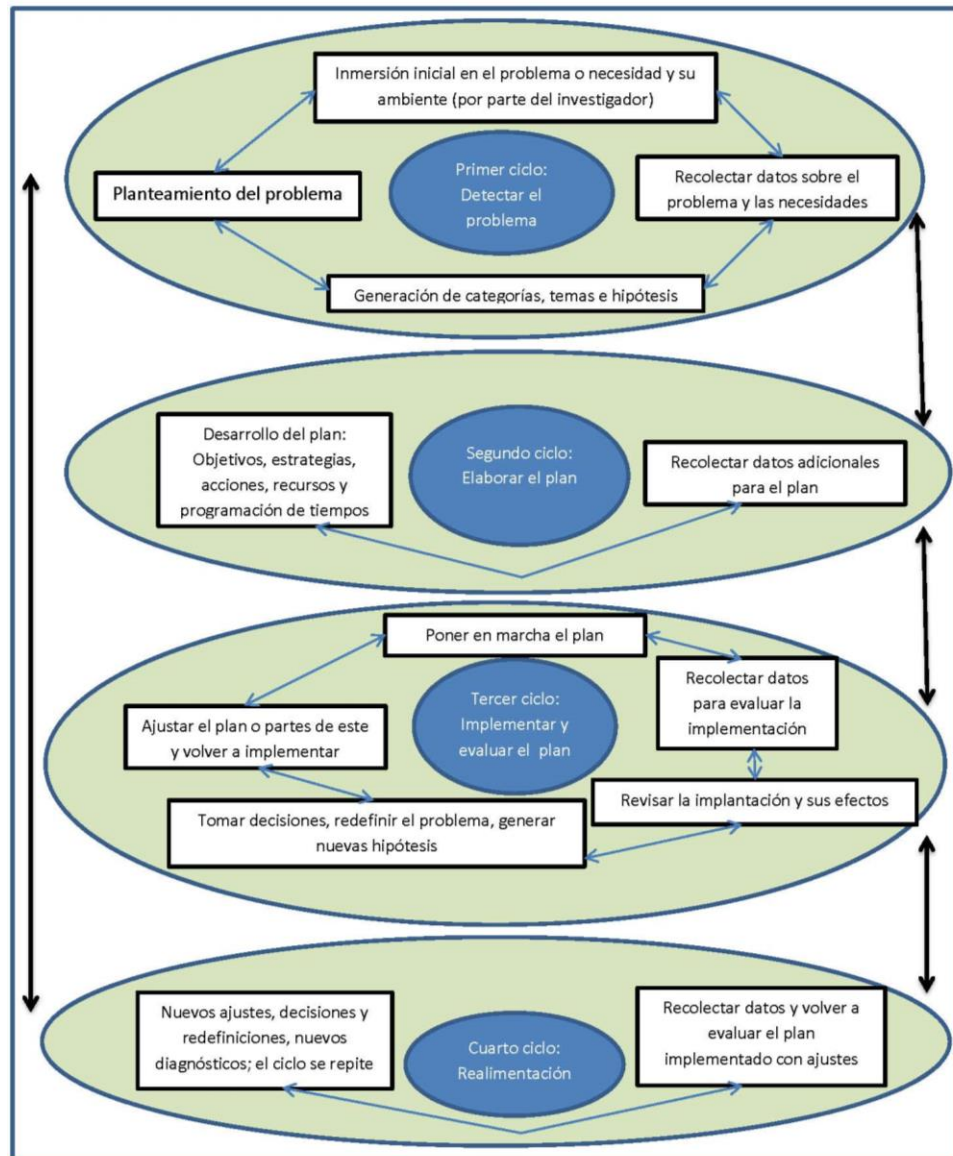 Inmersión inicial en el problema o necesidad y su
ambiente (por parte del investigador)
Planteamiento del problema
Primer ciclo:
Detectar el
problema
Recolectar datos sobre el
problema y las necesidades
Generación de categorías, temas e hipótesis
Desarrollo del plan:
Objetivos, estrategias,
acciones, recursos y
programación de tiempos
Segundo ciclo:
Elaborar el plan
Recolectar datos adicionales
para el plan
Poner en marcha el plan
Ajustar el plan o partes de este
y volver a implementar
Tercer ciclo:
Implementar y
evaluar el plan
Recolectar datos
para evaluar la
implementación
Revisar la implantación y sus efectos
Tomar decisiones, redefinir el problema, generar
nuevas hipótesis
Nuevos ajustes, decisiones y
redefiniciones, nuevos
diagnósticos; el ciclo se repite
Cuarto ciclo:
Realimentación
Recolectar datos y volver a
evaluar el plan
implementado con ajustes